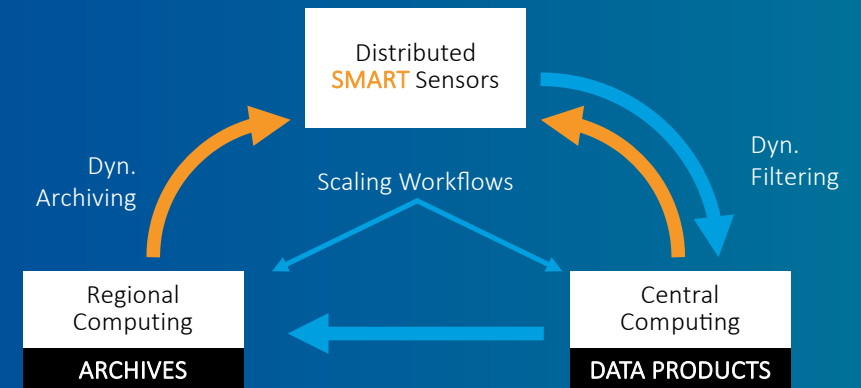 Distributed
SMART Sensors
Dyn.
Archiving
Scaling Workflows
Dyn.
Filtering
Regional
Computing
ARCHIVES
Central
Computing
DATA PRODUCTS